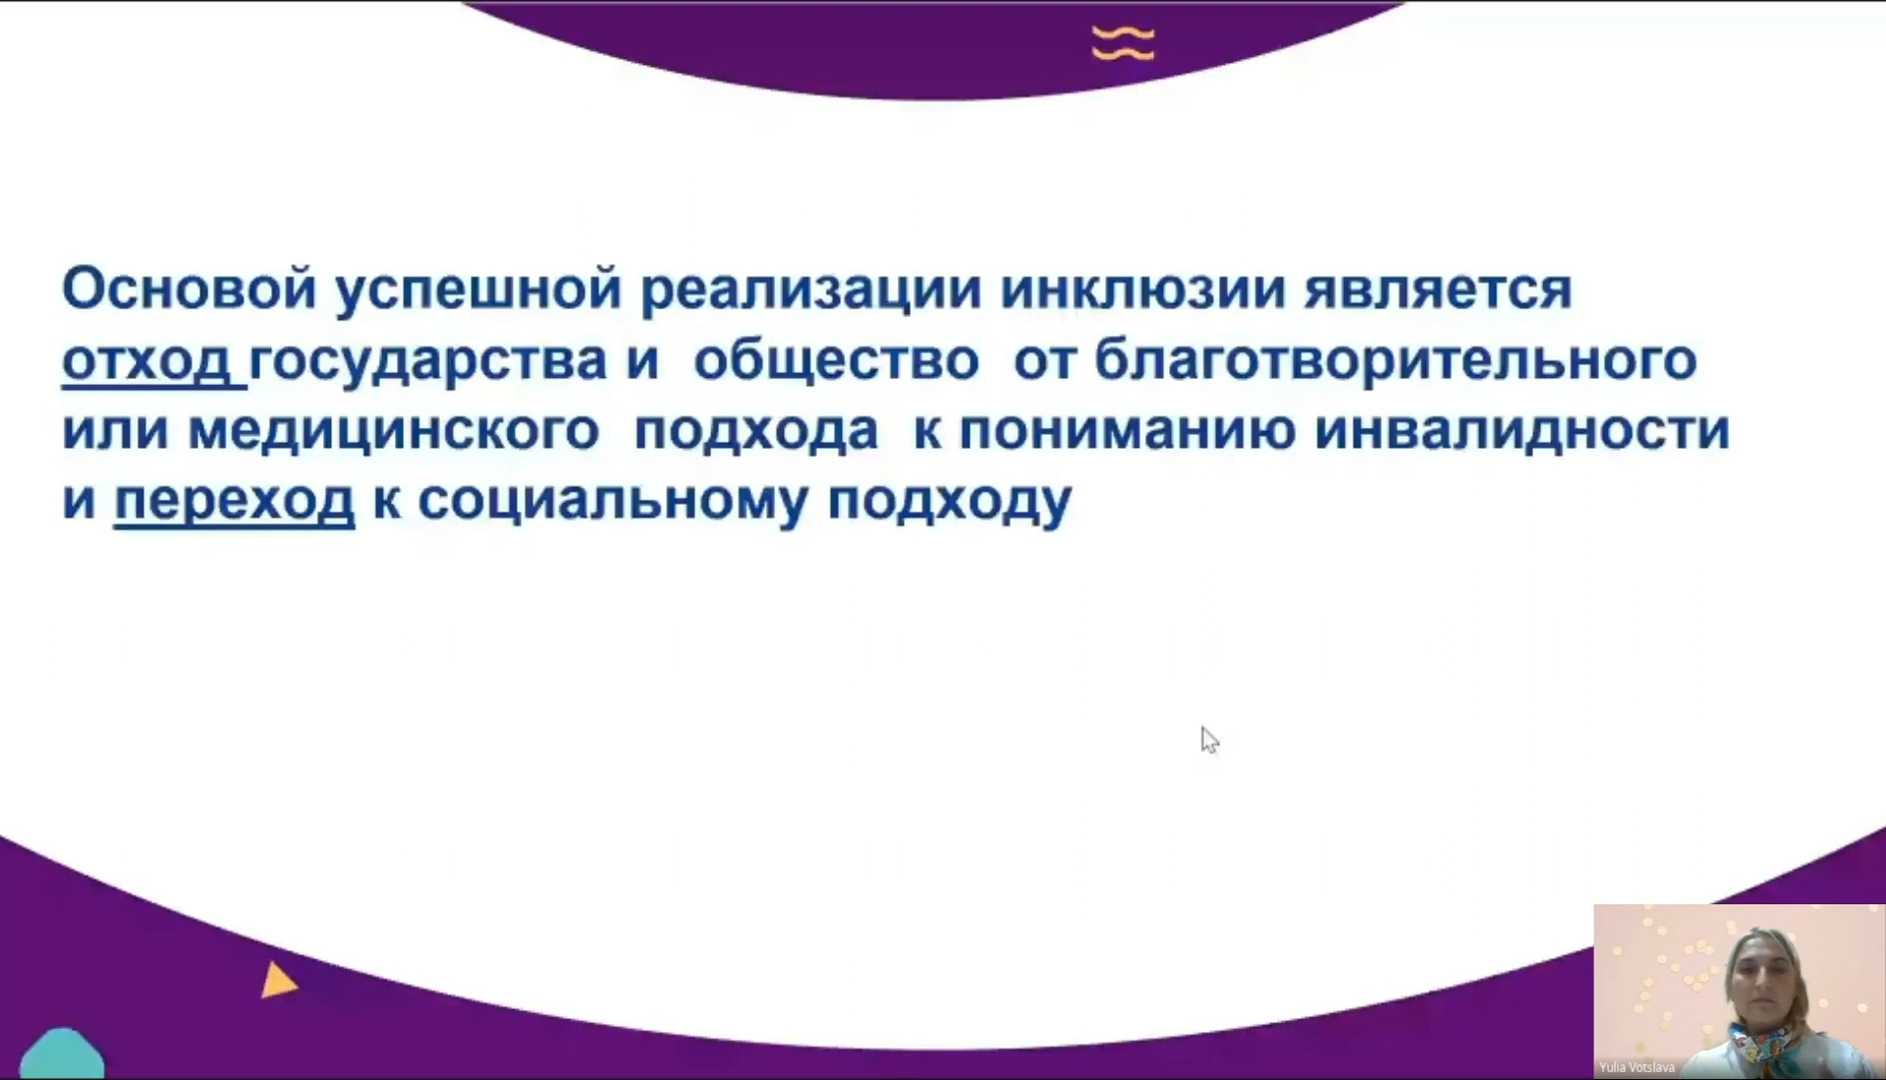 Основой успешной реализации инклюзии является
отход государства и общество от благотворительного
или медицинского подхода к пониманию инвалидности
и переход к социальному подходу
Yulia Votslava